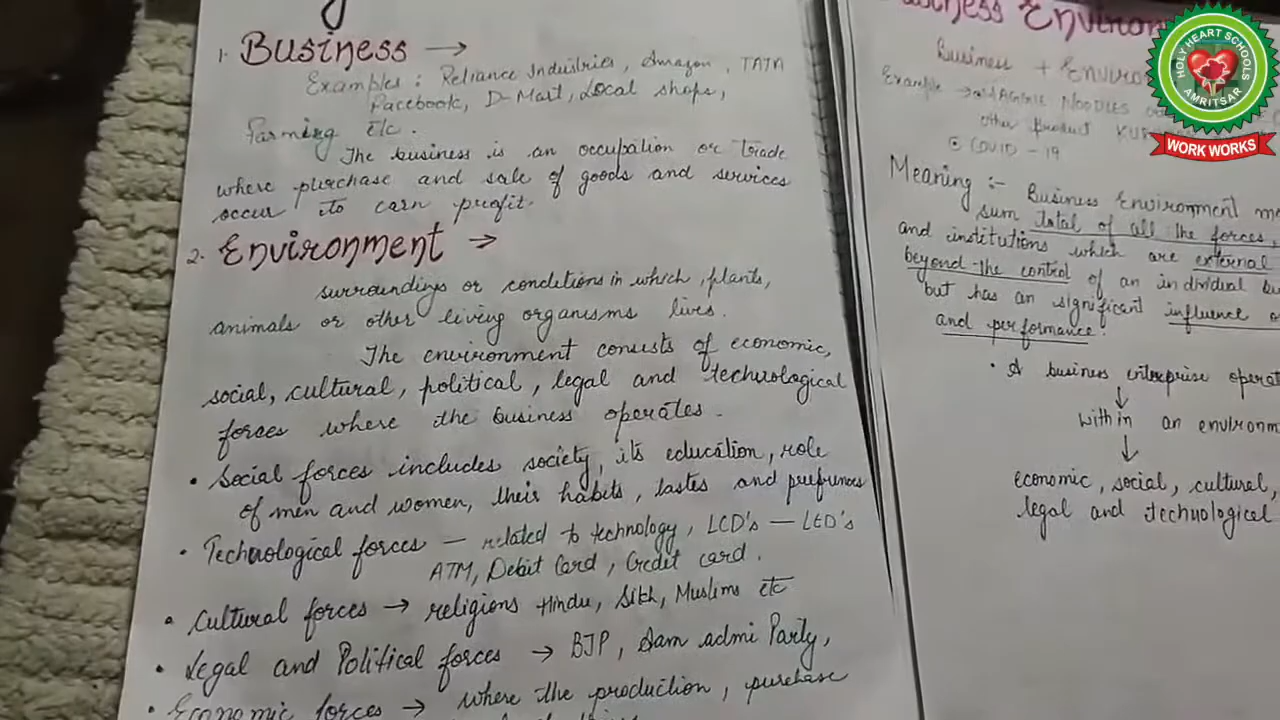 1. Business →
Examples : Reliance Industries, Amazon, TATA
Facebook, D-Mart, Local shops,
farming etc.
The business is an occupation or trade
where purchase and sale of goods and services
occur to earn profit.
2. Environment →
surroundings or conditions in which, plants,
animals or other living organisms lives.
The environment consists of economic,
social, cultural, political, legal and technological
forces where the business operates.
• Social forces includes society, its education, role
of men and women, their habits, tastes and prefrences
• Technological forces — related to technology, LCD's — LED's
ATM, Debit Card, Credit card.
• Cultural forces → religions Hindu, Sikh, Muslims etc
• Legal and Political forces → BJP, Aam admi Party,
• Economic forces → where the production, purchase
Business Environ
Business + Enviro
Example → MAGGIE NOODLES
other product
COVID - 19
Meaning :- Business Environment
sum total of all the forces,
and institutions which are external
beyond the control of an individual
but has an significant influence
and performance.
• A business enterprise operat
↓
within an environm
↓
economic, social, cultural,
legal and technological
HOLY HEART SCHOOLS
AMRITSAR
WORK WORKS